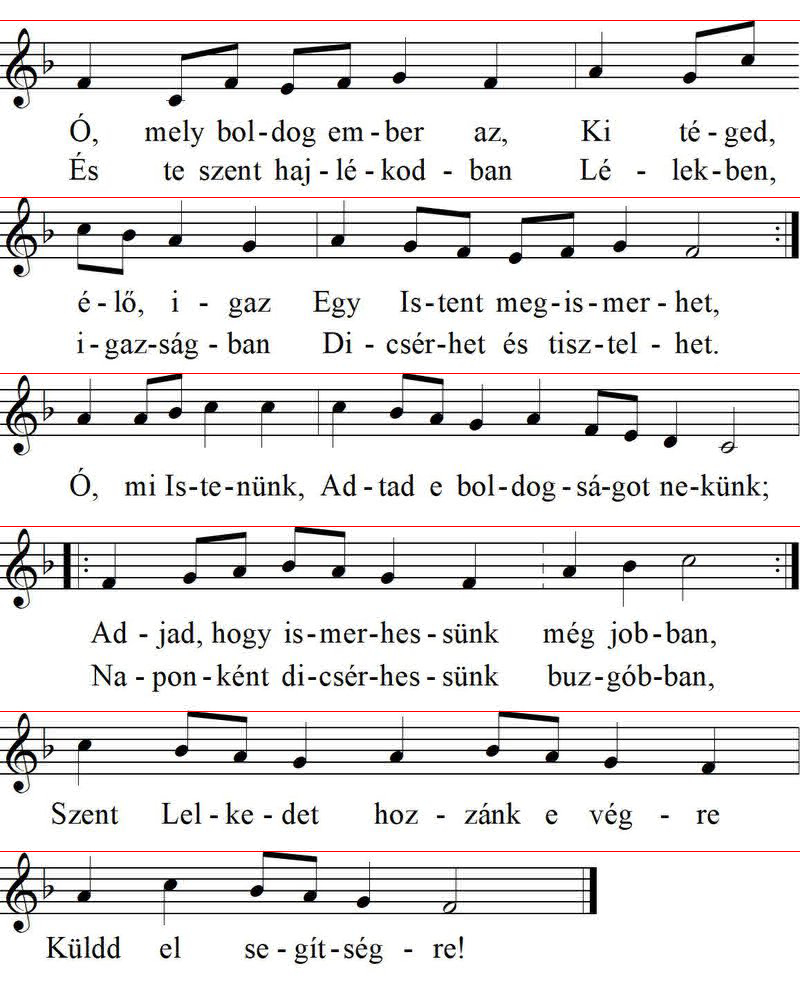 Ó, mely bol-dog em-ber az, Ki té-ged,
És te szent haj-lé-kod-ban Lé-lek-ben,
é-lő, i-gaz Egy Is-tent meg-is-mer-het,
i-gaz-ság-ban Di-csér-het és tisz-tel-het.
Ó, mi Is-te-nünk, Ad-tad e bol-dog-sá-got ne-künk;
Ad-jad, hogy is-mer-hes-sünk még job-ban,
Na-pon-ként di-csér-hes-sünk buz-gób-ban,
Szent Lel-ke-det hoz-zánk e vég-re
Küldd el se-gít-ség-re!